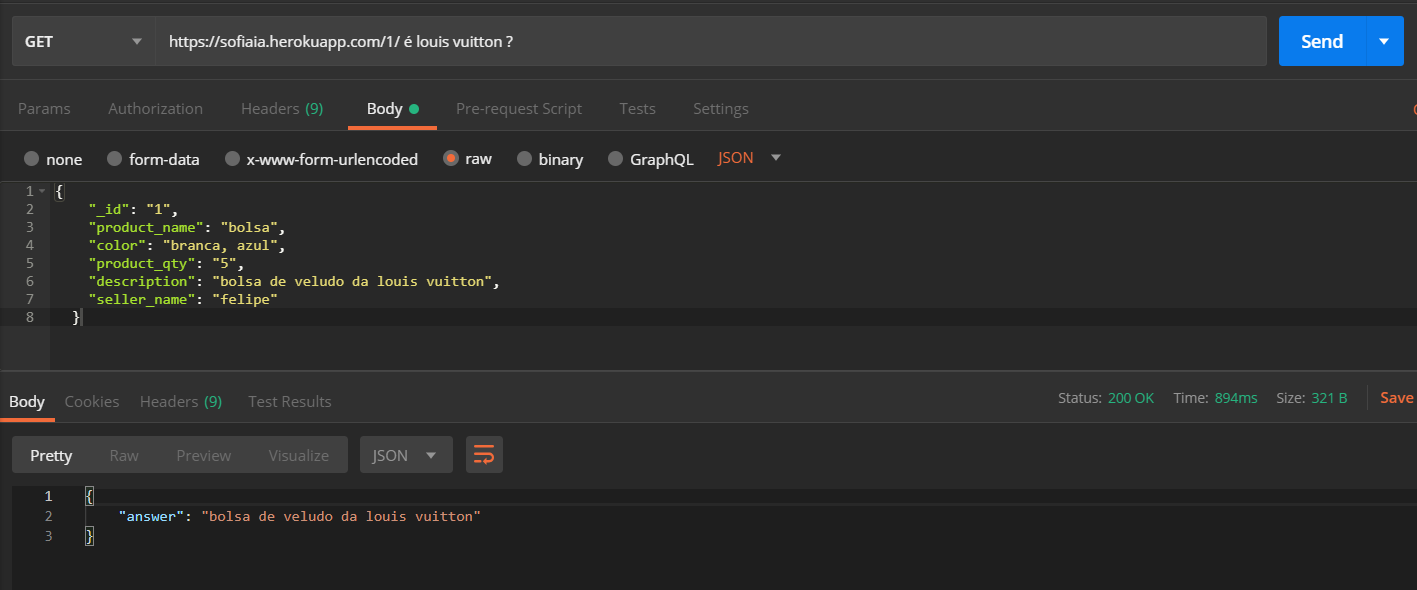 GET https://sofiaia.herokuapp.com/1/ é louis vuitton ? Send
Params Authorization Headers (9) Body Pre-request Script Tests Settings
none form-data x-www-form-urlencoded raw binary GraphQL JSON
1 {
2 "_id": "1",
3 "product_name": "bolsa",
4 "color": "branca, azul",
5 "product_qty": "5",
6 "description": "bolsa de veludo da louis vuitton",
7 "seller_name": "felipe"
8 }
Body Cookies Headers (9) Test Results Status: 200 OK Time: 894ms Size: 321 B Save
Pretty Raw Preview Visualize JSON
1 {
2 "answer": "bolsa de veludo da louis vuitton"
3 }